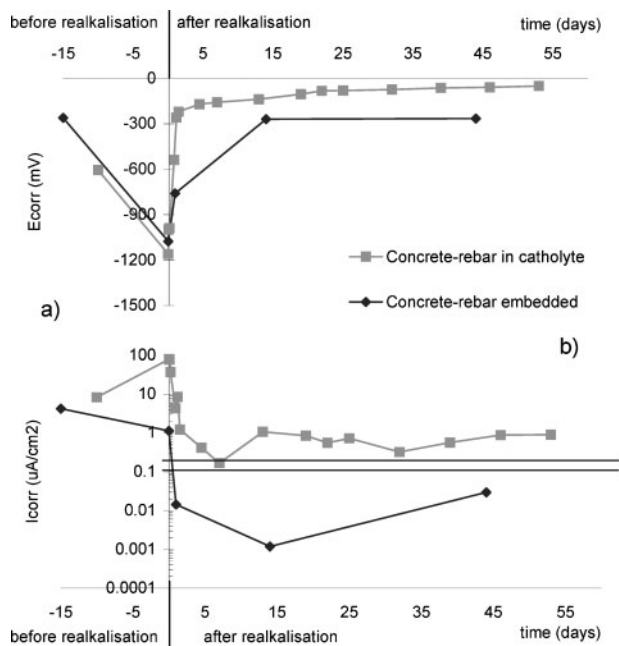 before realkalisation after realkalisation time (days)
-15 -5 5 15 25 35 45 55
0
-300
-600
-900
-1200
-1500
Ecorr (mV)
Concrete-rebar in catholyte
Concrete-rebar embedded
a)
b)
100
10
1
0.1
0.01
0.001
0.0001
Icorr (uA/cm2)
-15 -5 5 15 25 35 45 55
before realkalisation after realkalisation time (days)